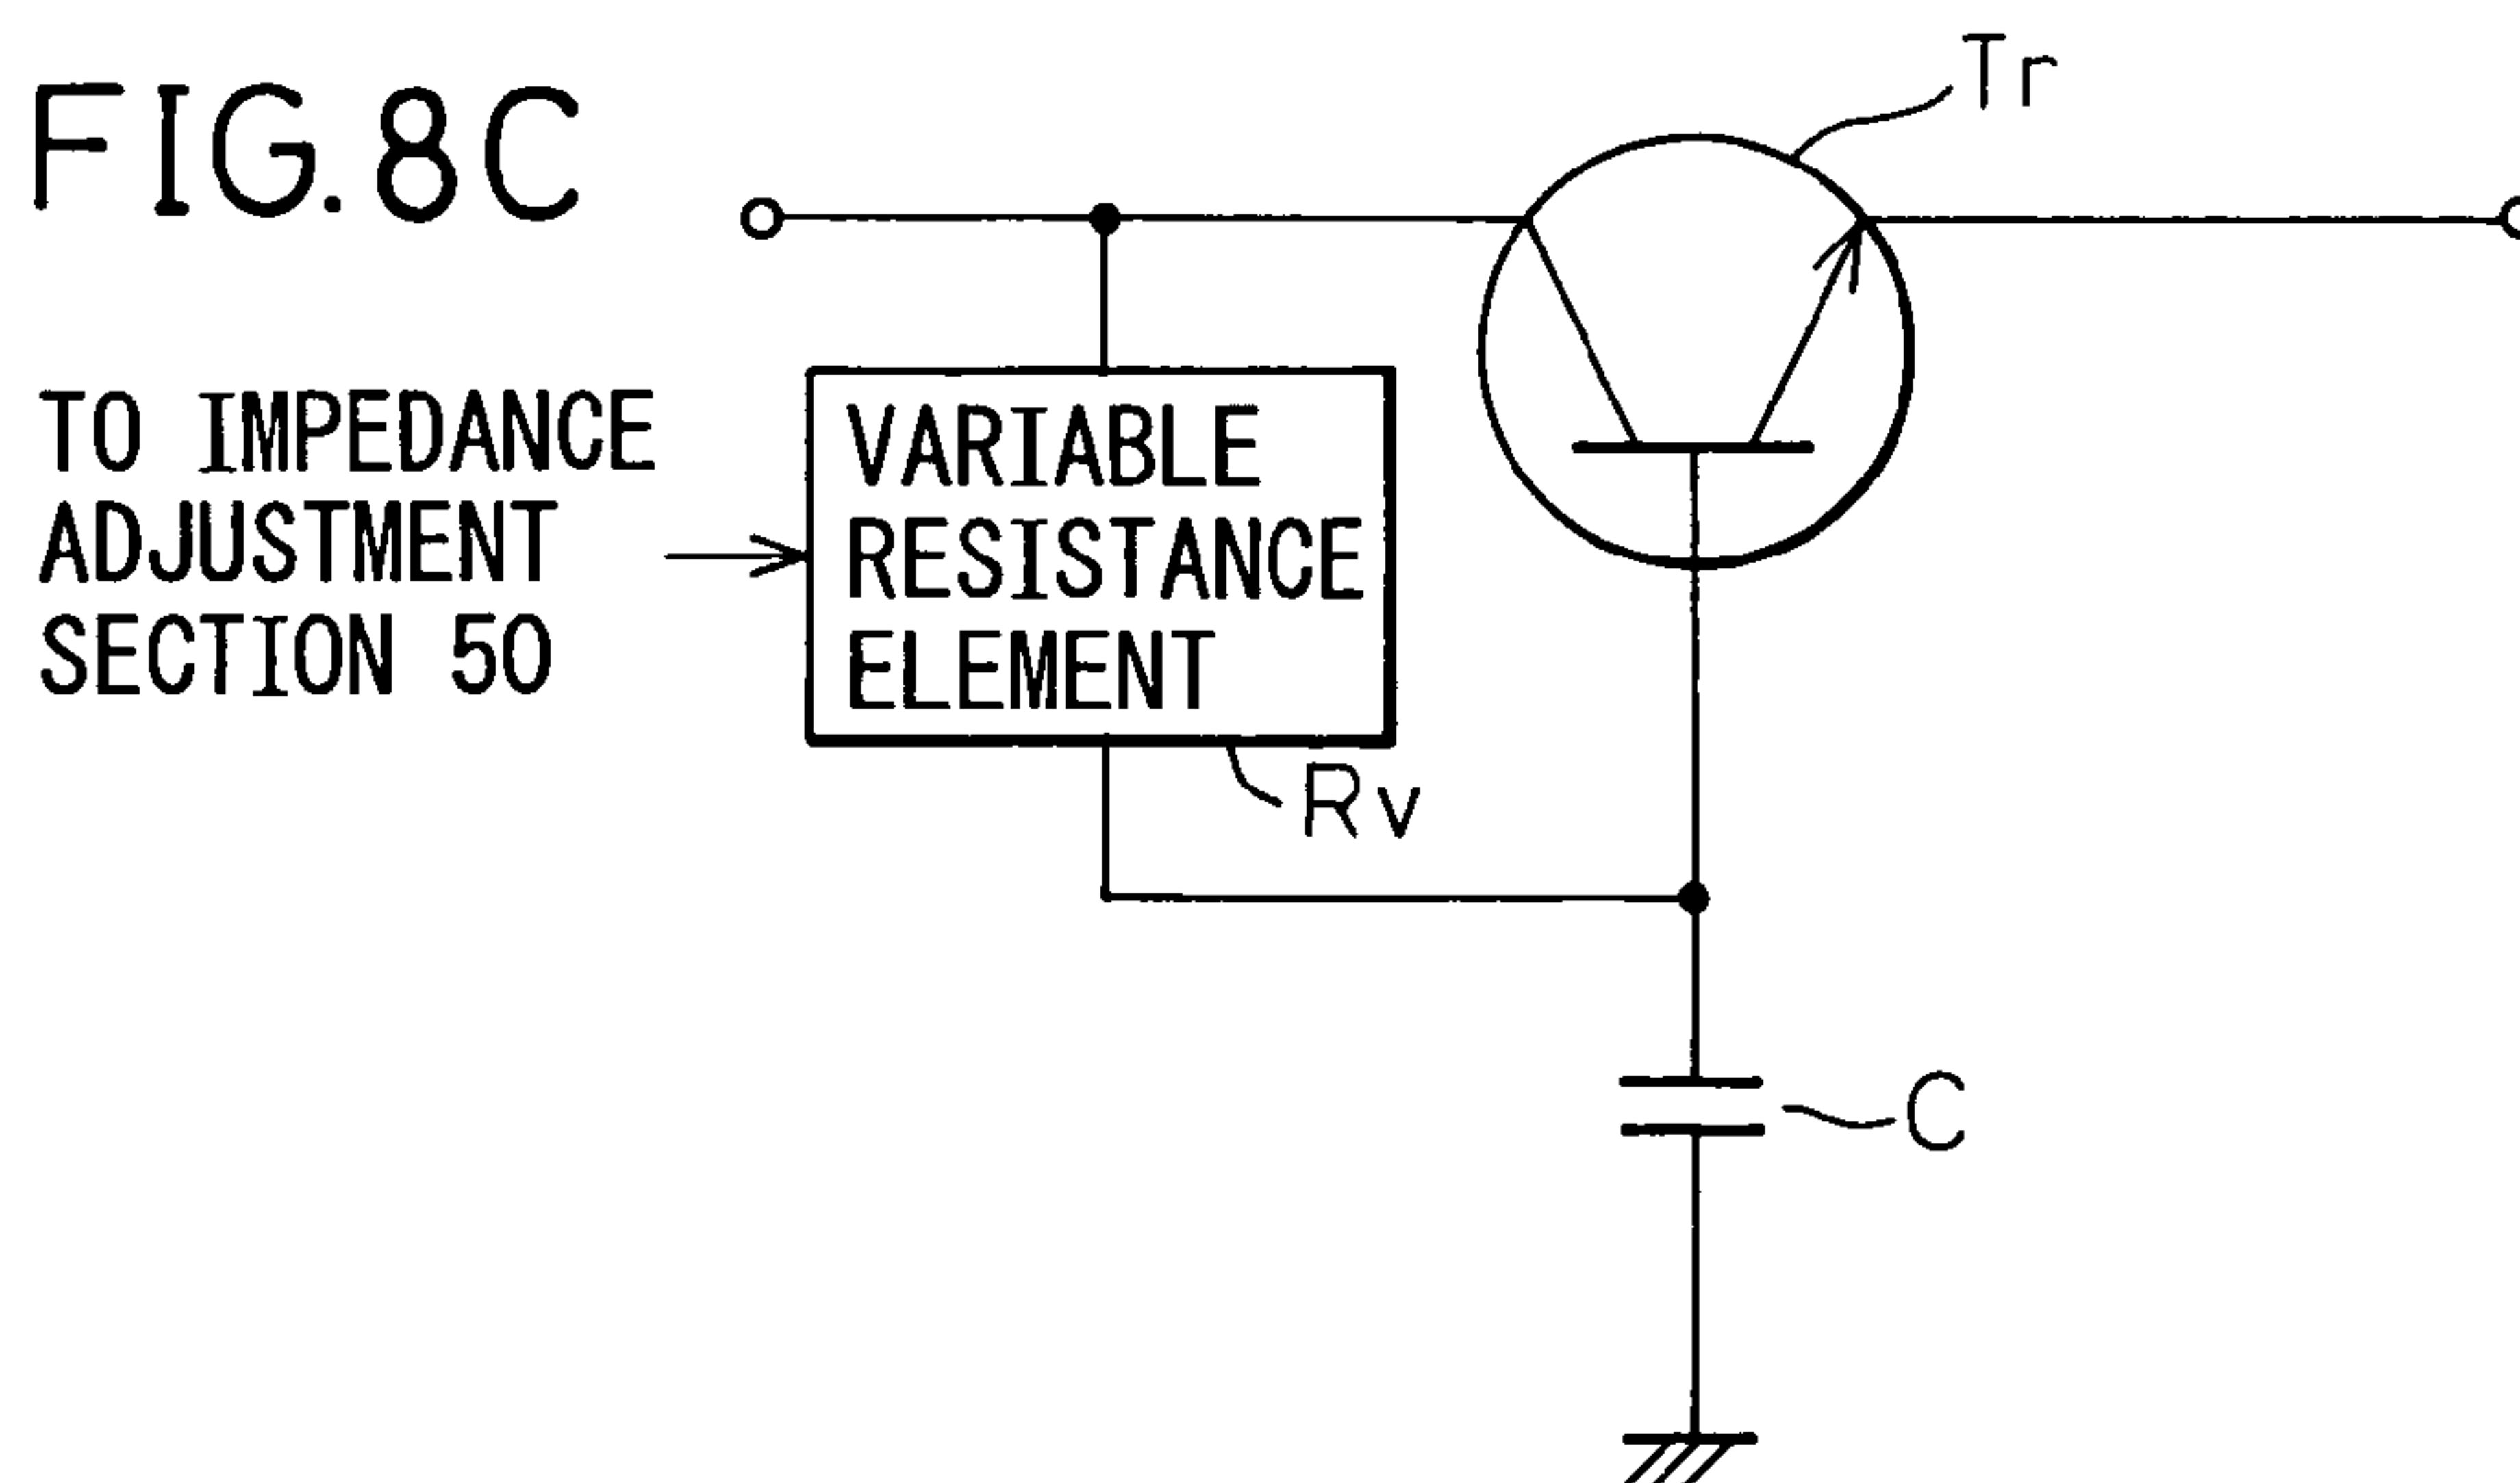 FIG.8C
Tr
TO IMPEDANCE
ADJUSTMENT
SECTION 50
VARIABLE
RESISTANCE
ELEMENT
Rv
C